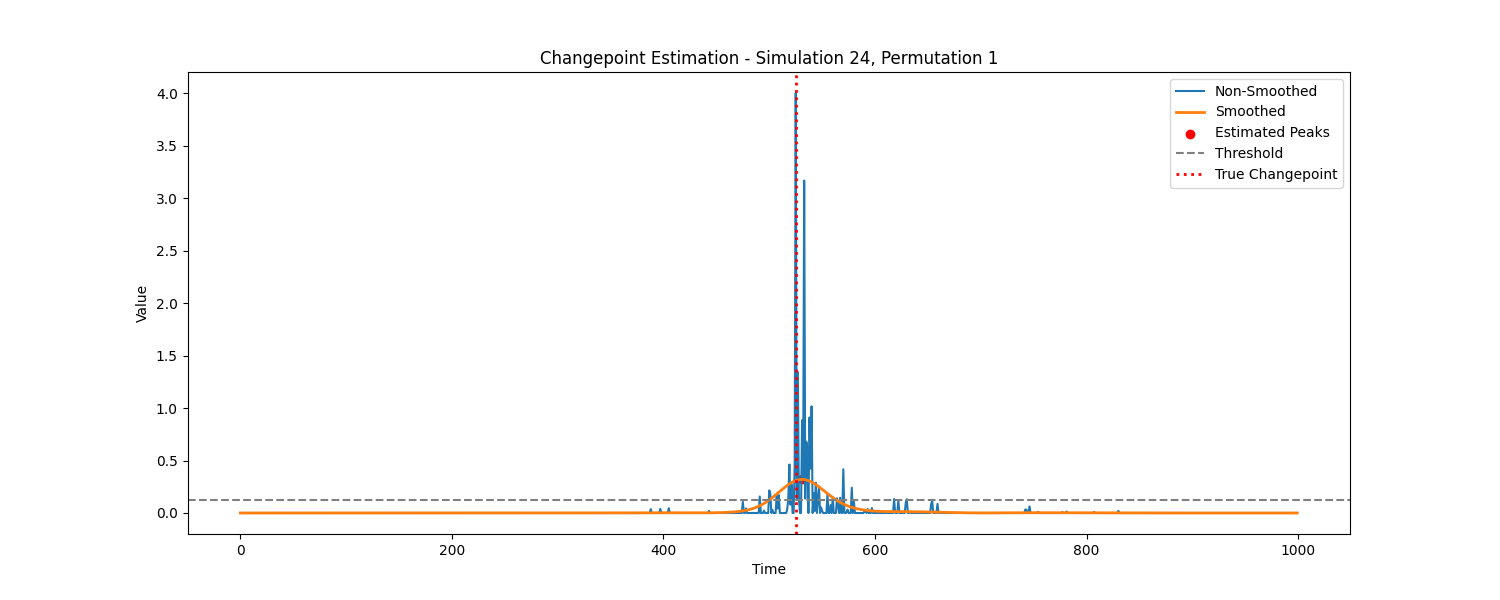 Changepoint Estimation - Simulation 24, Permutation 1
Non-Smoothed
Smoothed
Estimated Peaks
Threshold
True Changepoint
4.0
3.5
3.0
2.5
2.0
1.5
1.0
0.5
0.0
Value
0 200 400 600 800 1000
Time